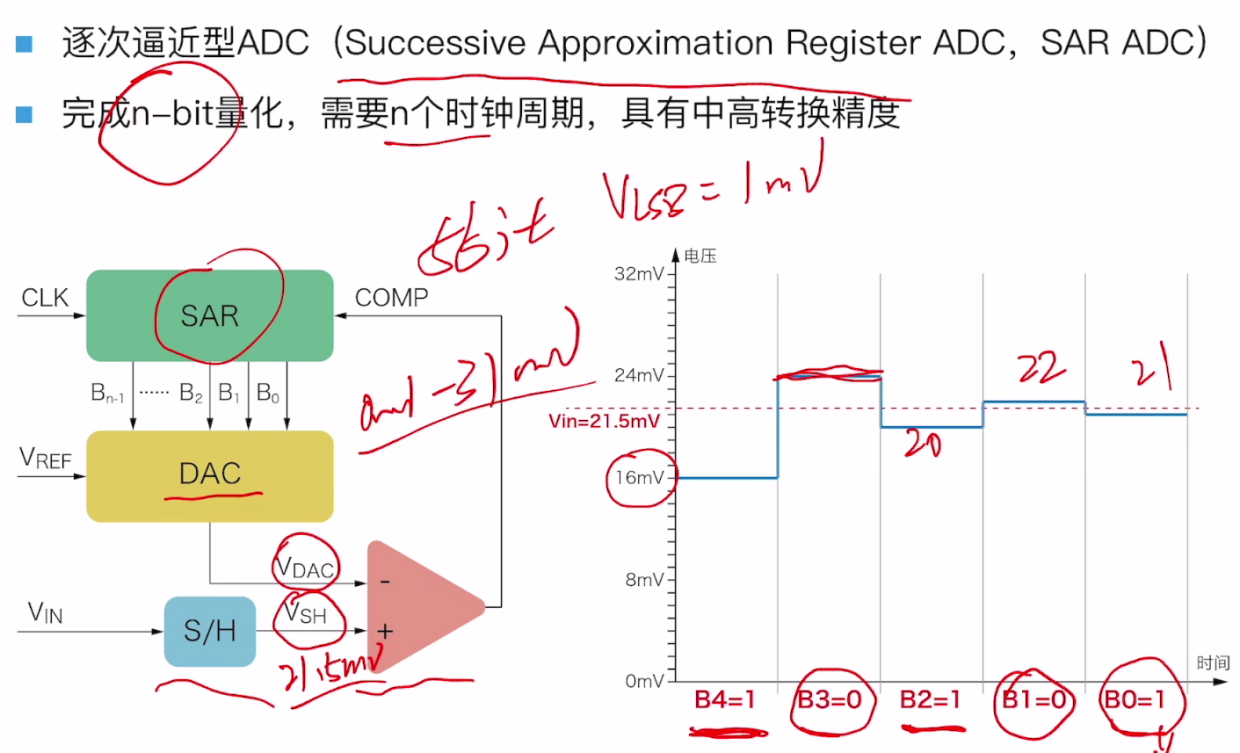 逐次逼近型ADC（Successive Approximation Register ADC，SAR ADC）
完成n-bit量化，需要n个时钟周期，具有中高转换精度
VLSB = 1mV
5bit
0mV-31mV
CLK
SAR
COMP
Bn-1 ...... B2 B1 B0
VREF
DAC
VDAC
VSH
VIN
S/H
21.5mV
- 
+
电压
32mV
24mV
Vin=21.5mV
16mV
8mV
0mV
20
22
21
时间
B4=1 B3=0 B2=1 B1=0 B0=1